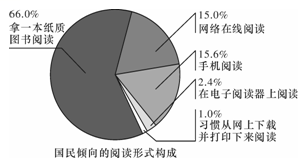 66.0%
拿一本纸质
图书阅读
15.0%
网络在线阅读
15.6%
手机阅读
2.4%
在电子阅读器上阅读
1.0%
习惯从网上下载
并打印下来阅读
国民倾向的阅读形式构成